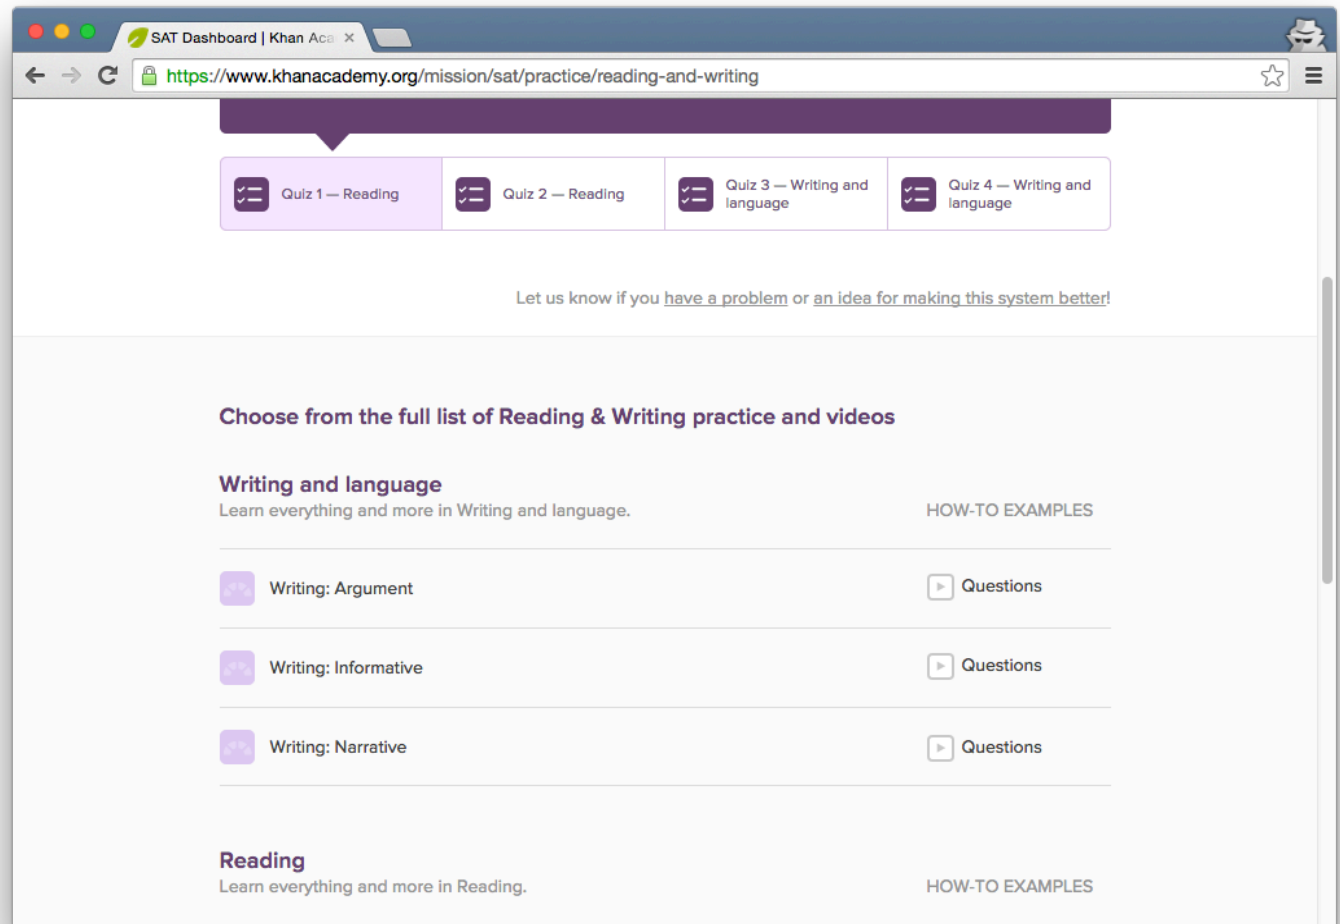 SAT Dashboard | Khan Aca
https://www.khanacademy.org/mission/sat/practice/reading-and-writing
Quiz 1 — Reading
Quiz 2 — Reading
Quiz 3 — Writing and
language
Quiz 4 — Writing and
language
Let us know if you have a problem or an idea for making this system better!
Choose from the full list of Reading & Writing practice and videos
Writing and language
Learn everything and more in Writing and language.
HOW-TO EXAMPLES
Writing: Argument
Questions
Writing: Informative
Questions
Writing: Narrative
Questions
Reading
Learn everything and more in Reading.
HOW-TO EXAMPLES